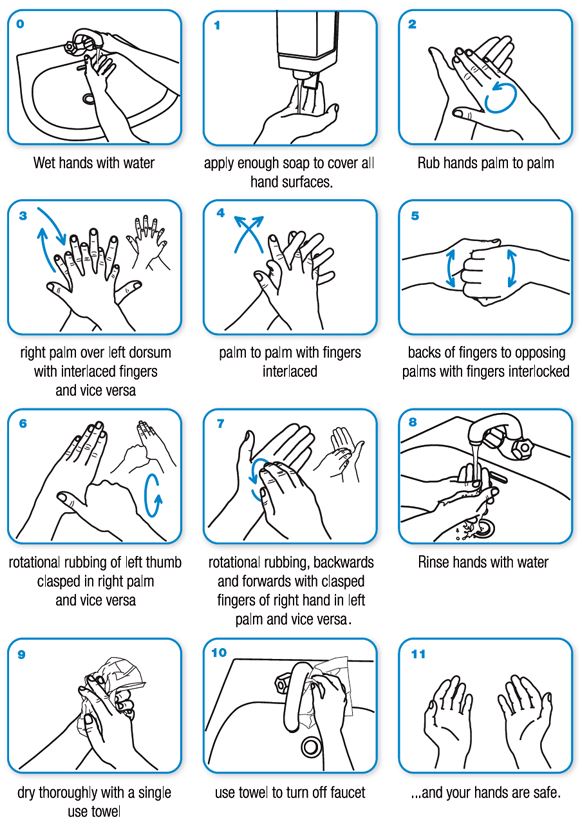 0
Wet hands with water
1
apply enough soap to cover all
hand surfaces.
2
Rub hands palm to palm
3
right palm over left dorsum
with interlaced fingers
and vice versa
4
palm to palm with fingers
interlaced
5
backs of fingers to opposing
palms with fingers interlocked
6
rotational rubbing of left thumb
clasped in right palm
and vice versa
7
rotational rubbing, backwards
and forwards with clasped
fingers of right hand in left
palm and vice versa.
8
Rinse hands with water
9
dry thoroughly with a single
use towel
10
use towel to turn off faucet
11
...and your hands are safe.